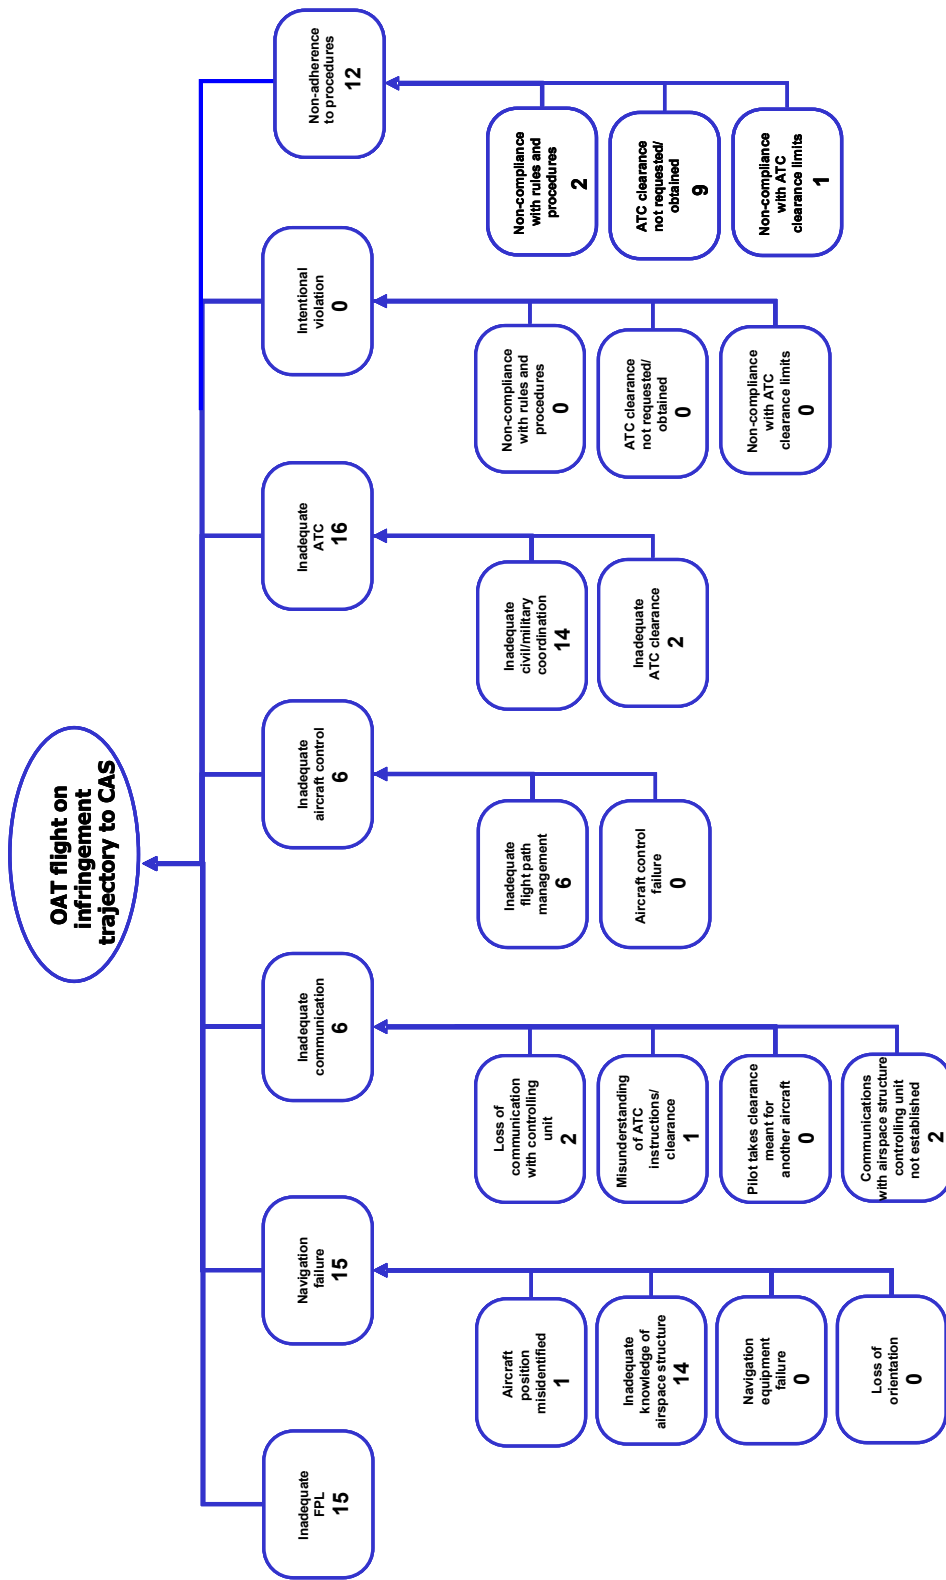 OAT flight on
infringement
trajectory to CAS
Inadequate
FPL
15
Navigation
failure
15
Inadequate
communication
6
Inadequate
aircraft control
6
Inadequate
ATC
16
Intentional
violation
0
Non-adherence
to procedures
12
Aircraft
position
misidentified
1
Inadequate
knowledge of
airspace structure
14
Navigation
equipment
failure
0
Loss of
orientation
0
Loss of
communication
with controlling
unit
2
Misunderstanding
of ATC
instructions/
clearance
1
Pilot takes clearance
meant for
another aircraft
0
Communications
with airspace structure
controlling unit
not established
2
Inadequate
flight path
management
6
Aircraft control
failure
0
Inadequate
civil/military
coordination
14
Inadequate
ATC clearance
2
Non-compliance
with rules and
procedures
0
ATC clearance
not requested/
obtained
0
Non-compliance
with ATC
clearance limits
0
Non-compliance
with rules and
procedures
2
ATC clearance
not requested/
obtained
9
Non-compliance
with ATC
clearance limits
1